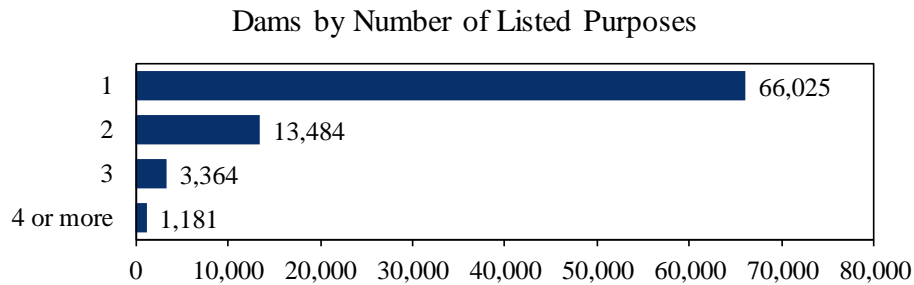 Dams by Number of Listed Purposes
1 66,025
2 13,484
3 3,364
4 or more 1,181
0 10,000 20,000 30,000 40,000 50,000 60,000 70,000 80,000